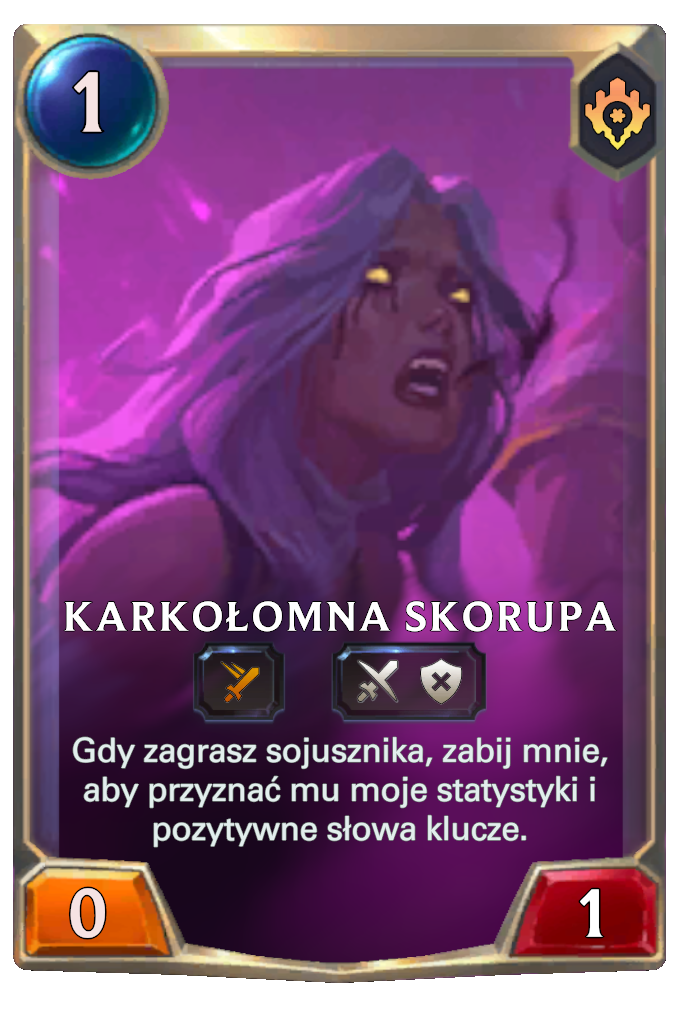 1
KARKOŁOMNA SKORUPA
Gdy zagrasz sojusznika, zabij mnie,
aby przyznać mu moje statystyki i
pozytywne słowa klucze.
0
1